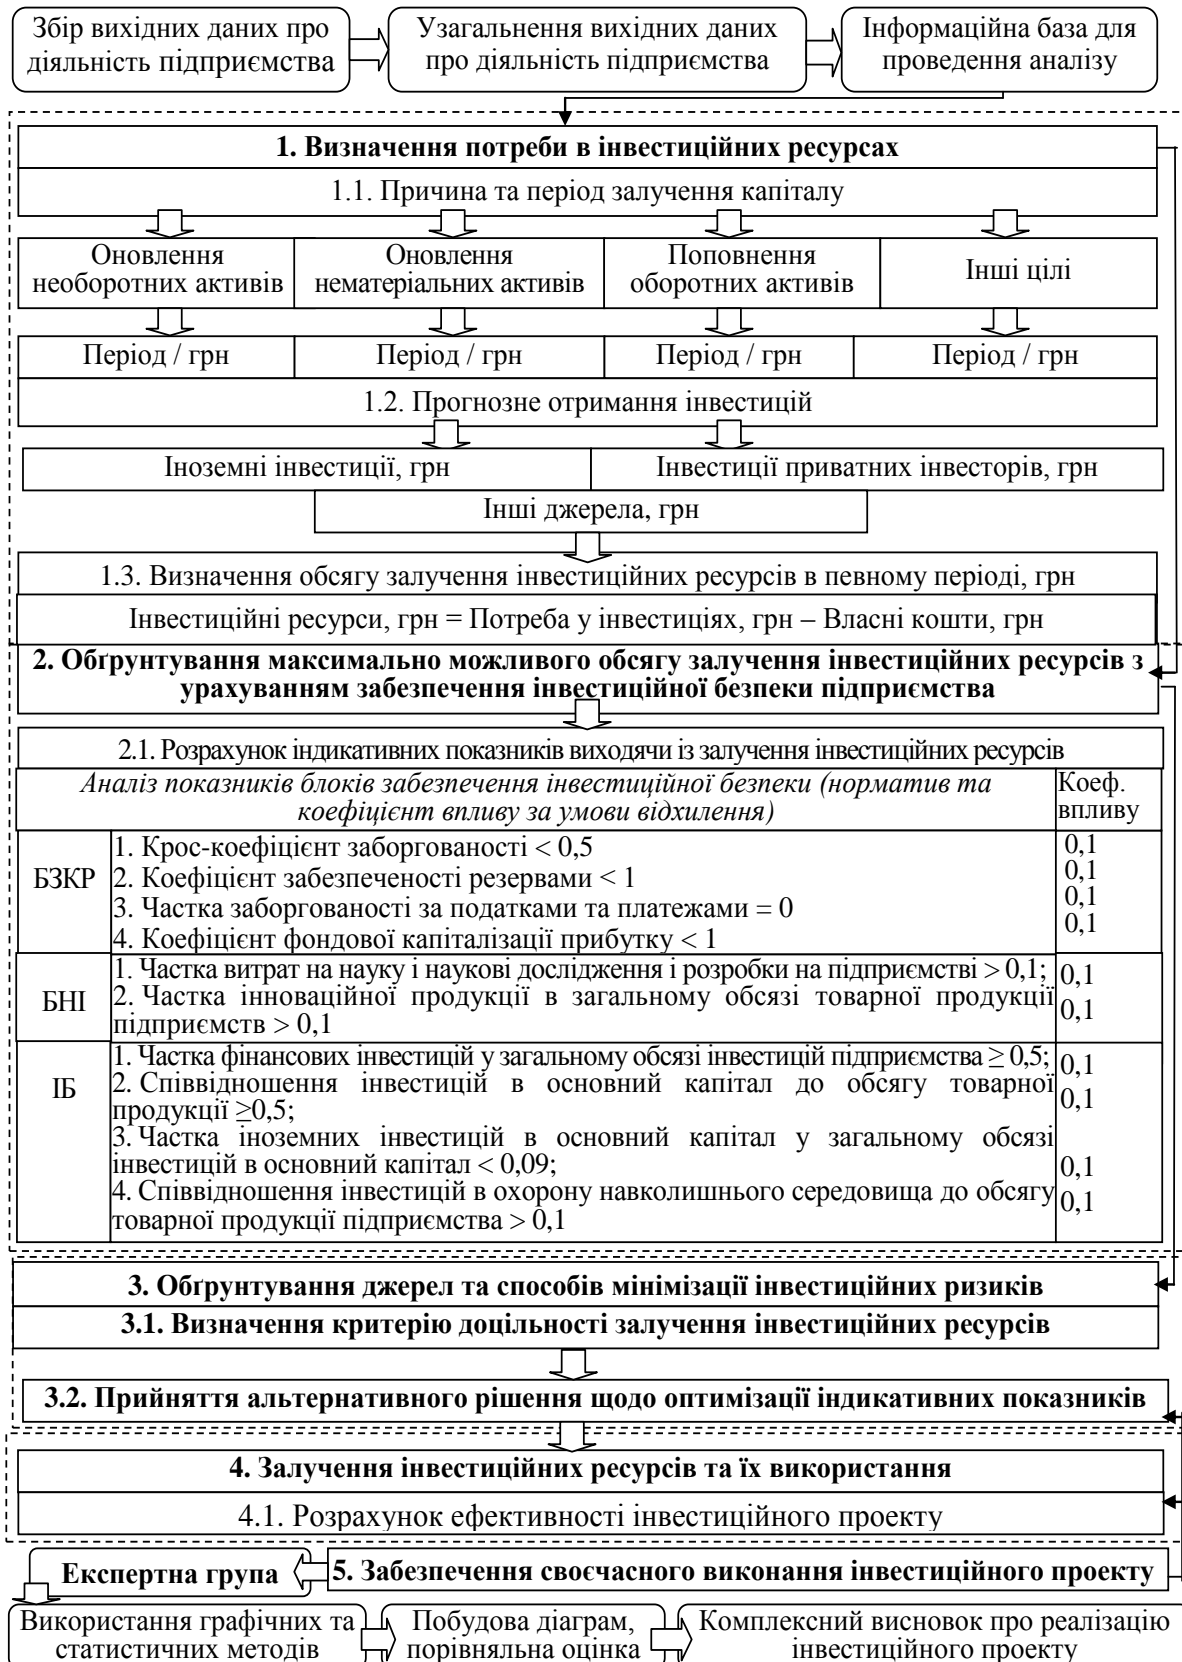 Збір вихідних даних про
діяльність підприємства
Узагальнення вихідних даних
про діяльність підприємства
Інформаційна база для
проведення аналізу
1. Визначення потреби в інвестиційних ресурсах
1.1. Причина та період залучення капіталу
Оновлення
необоротних активів
Оновлення
нематеріальних активів
Поповнення
оборотних активів
Інші цілі
Період / грн
Період / грн
Період / грн
Період / грн
1.2. Прогнозне отримання інвестицій
Іноземні інвестиції, грн
Інвестиції приватних інвесторів, грн
Інші джерела, грн
1.3. Визначення обсягу залучення інвестиційних ресурсів в певному періоді, грн
Інвестиційні ресурси, грн = Потреба у інвестиціях, грн – Власні кошти, грн
2. Обґрунтування максимально можливого обсягу залучення інвестиційних ресурсів з
урахуванням забезпечення інвестиційної безпеки підприємства
2.1. Розрахунок індикативних показників виходячи із залучення інвестиційних ресурсів
Аналіз показників блоків забезпечення інвестиційної безпеки (норматив та
коефіцієнт впливу за умови відхилення)
Коеф.
впливу
БЗКР
1. Крос-коефіцієнт заборгованості < 0,5
2. Коефіцієнт забезпеченості резервами < 1
3. Частка заборгованості за податками та платежами = 0
4. Коефіцієнт фондової капіталізації прибутку < 1
0,1
0,1
0,1
0,1
БНІ
1. Частка витрат на науку і наукові дослідження і розробки на підприємстві > 0,1;
2. Частка інноваційної продукції в загальному обсязі товарної продукції
підприємств > 0,1
0,1
0,1
ІБ
1. Частка фінансових інвестицій у загальному обсязі інвестицій підприємства ≥ 0,5;
2. Співвідношення інвестицій в основний капітал до обсягу товарної
продукції ≥0,5;
3. Частка іноземних інвестицій в основний капітал у загальному обсязі
інвестицій в основний капітал < 0,09;
4. Співвідношення інвестицій в охорону навколишнього середовища до обсягу
товарної продукції підприємства > 0,1
0,1
0,1
0,1
0,1
3. Обґрунтування джерел та способів мінімізації інвестиційних ризиків
3.1. Визначення критерію доцільності залучення інвестиційних ресурсів
3.2. Прийняття альтернативного рішення щодо оптимізації індикативних показників
4. Залучення інвестиційних ресурсів та їх використання
4.1. Розрахунок ефективності інвестиційного проекту
Експертна група
5. Забезпечення своєчасного виконання інвестиційного проекту
Використання графічних та
статистичних методів
Побудова діаграм,
порівняльна оцінка
Комплексний висновок про реалізацію
інвестиційного проекту